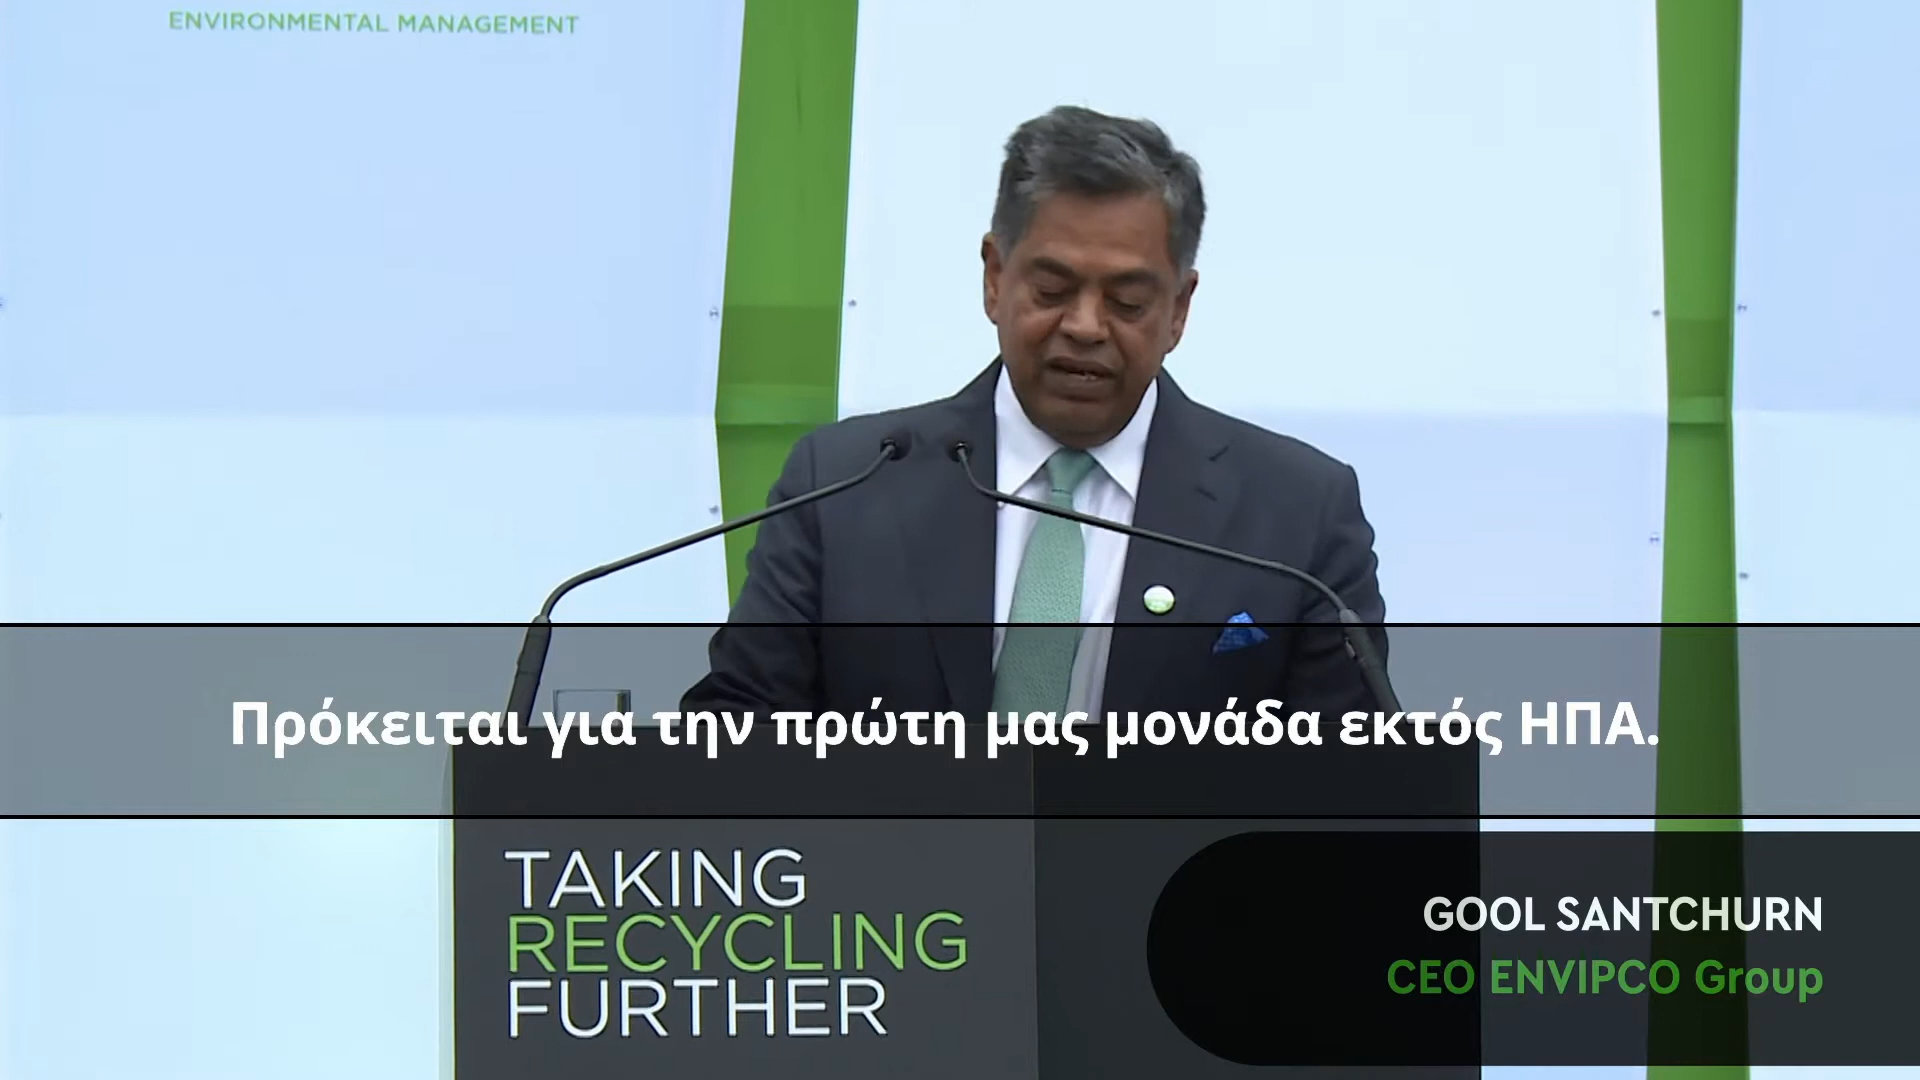 ENVIRONMENTAL MANAGEMENT
Πρόκειται για την πρώτη μας μονάδα εκτός ΗΠΑ.
TAKING
RECYCLING
FURTHER
GOOL SANTCHURN
CEO ENVIPCO Group